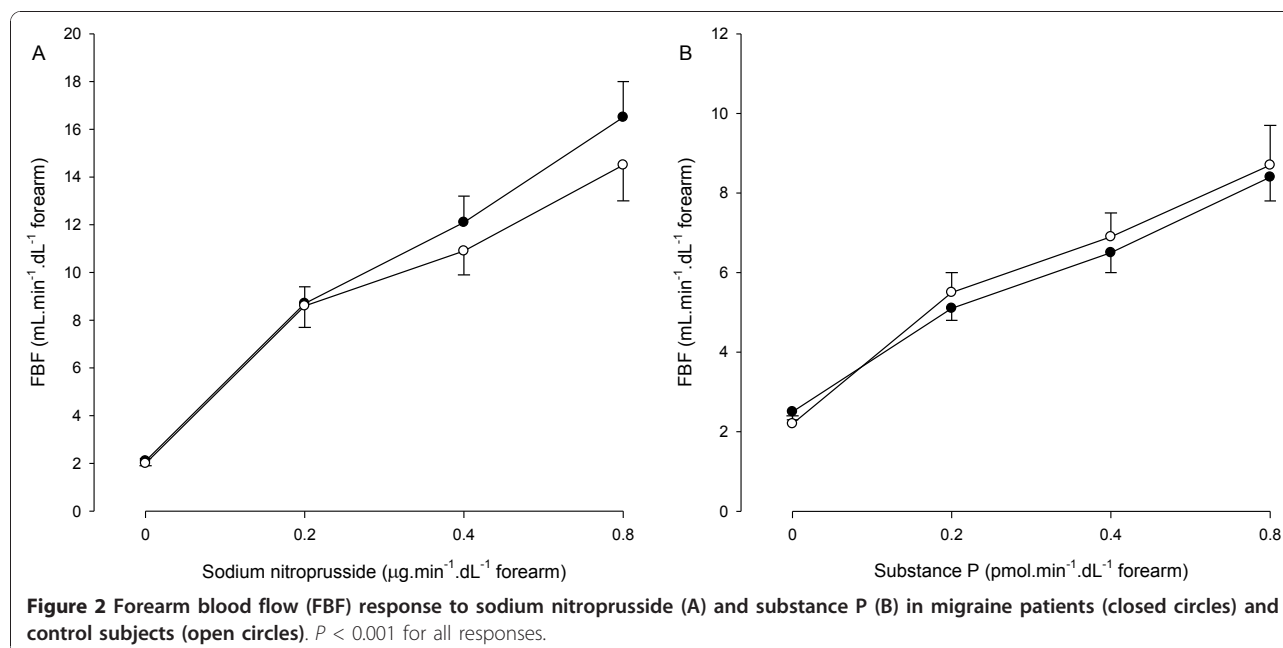 A
20
18
16
14
12
10
8
6
4
2
0
FBF (mL.min⁻¹.dL⁻¹ forearm)
0 0.2 0.4 0.8
Sodium nitroprusside (μg.min⁻¹.dL⁻¹ forearm)
B
12
10
8
6
4
2
0
FBF (mL.min⁻¹.dL⁻¹ forearm)
0 0.2 0.4 0.8
Substance P (pmol.min⁻¹.dL⁻¹ forearm)
Figure 2 Forearm blood flow (FBF) response to sodium nitroprusside (A) and substance P (B) in migraine patients (closed circles) and
control subjects (open circles). P < 0.001 for all responses.